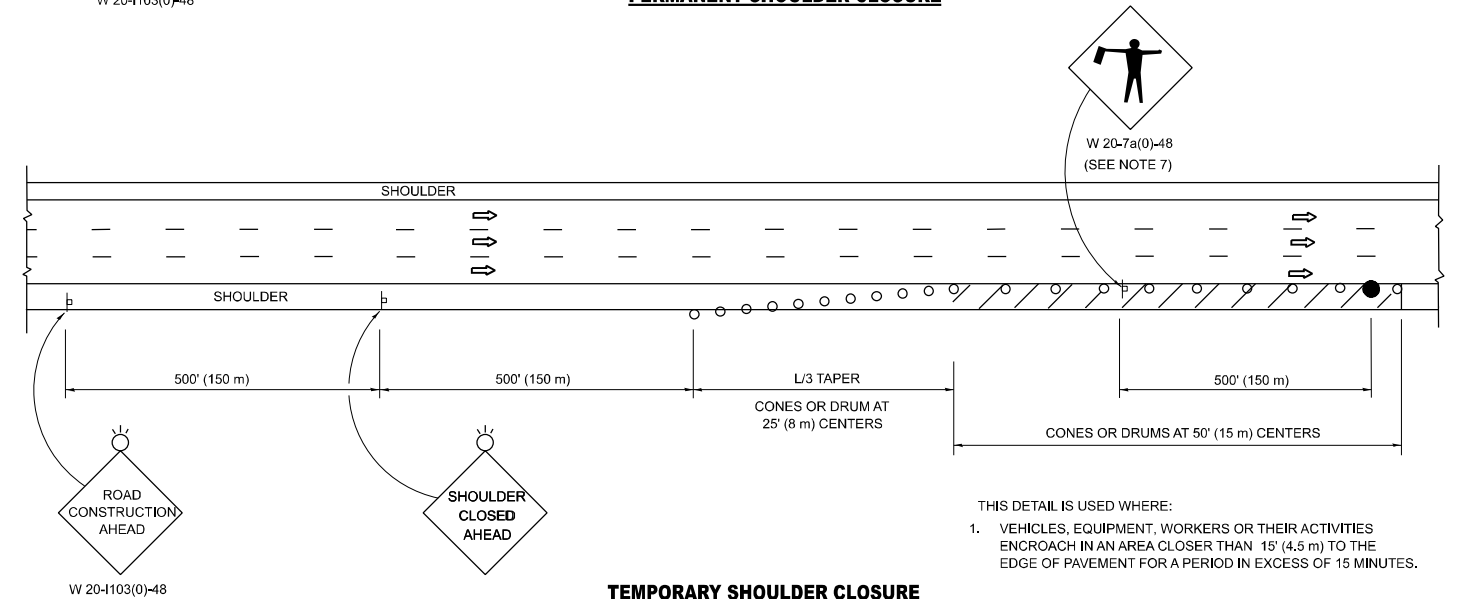 W 20-I103(0)-48
PERMANENT SHOULDER CLOSURE
W 20-7a(0)-48
(SEE NOTE 7)
SHOULDER
SHOULDER
500' (150 m)
500' (150 m)
L/3 TAPER
500' (150 m)
CONES OR DRUM AT
25' (8 m) CENTERS
CONES OR DRUMS AT 50' (15 m) CENTERS
ROAD
CONSTRUCTION
AHEAD
SHOULDER
CLOSED
AHEAD
W 20-I103(0)-48
THIS DETAIL IS USED WHERE:
1. VEHICLES, EQUIPMENT, WORKERS OR THEIR ACTIVITIES
ENCROACH IN AN AREA CLOSER THAN 15' (4.5 m) TO THE
EDGE OF PAVEMENT FOR A PERIOD IN EXCESS OF 15 MINUTES.
TEMPORARY SHOULDER CLOSURE